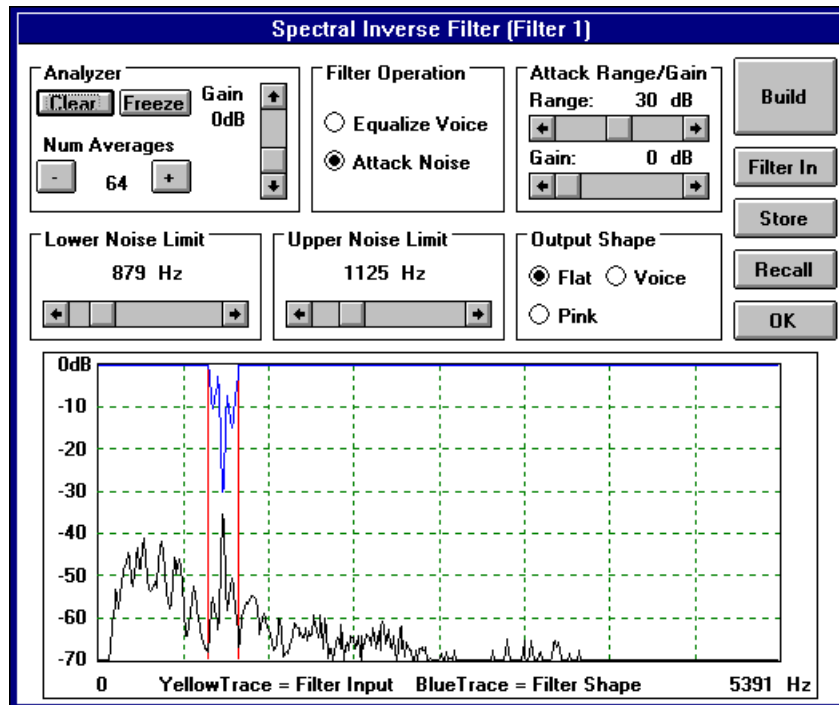 Spectral Inverse Filter (Filter 1)
Analyzer
Clear Freeze
Gain
0dB
Num Averages
- 64 +
Filter Operation
Equalize Voice
Attack Noise
Attack Range/Gain
Range: 30 dB
Gain: 0 dB
Build
Filter In
Store
Recall
OK
Lower Noise Limit
879 Hz
Upper Noise Limit
1125 Hz
Output Shape
Flat Voice
Pink
0dB
-10
-20
-30
-40
-50
-60
-70
0 YellowTrace = Filter Input BlueTrace = Filter Shape 5391 Hz